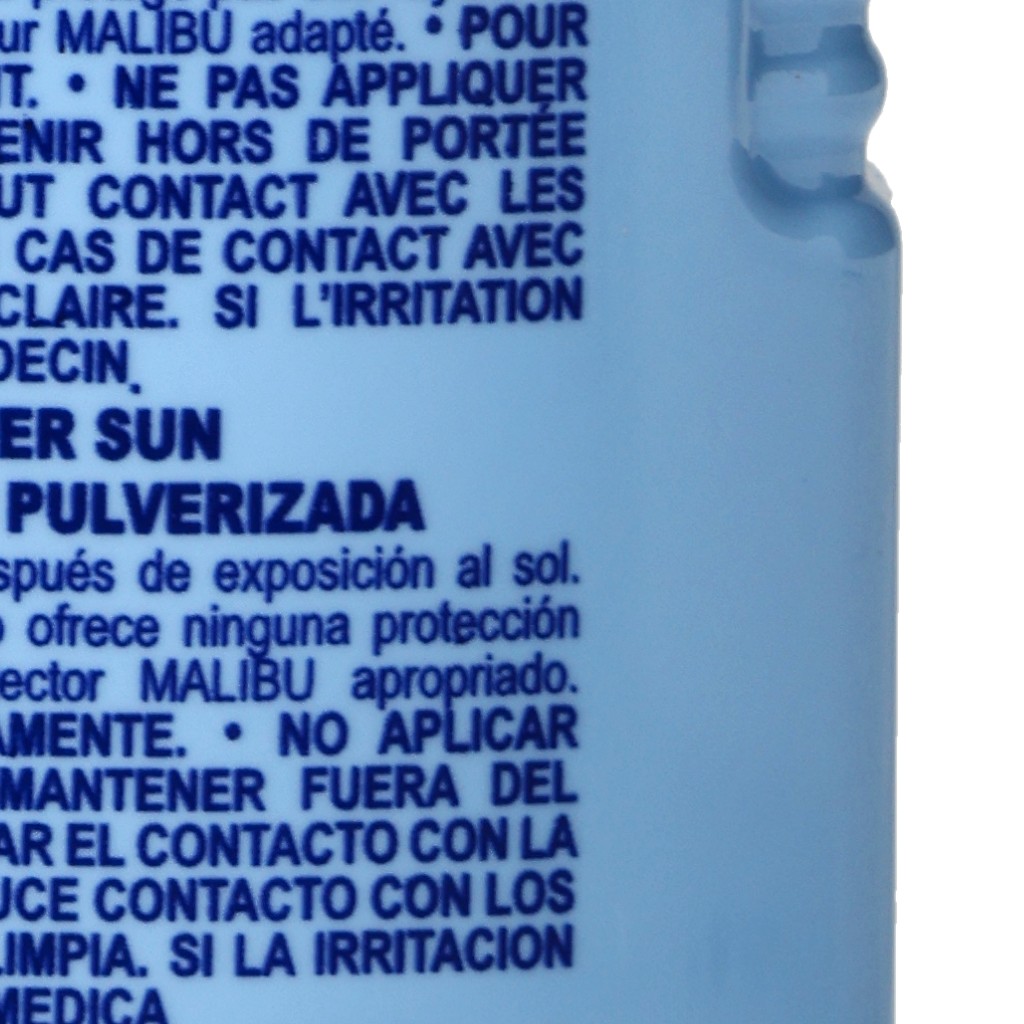 ur MALIBU adapté. • POUR
T. • NE PAS APPLIQUER
ENIR HORS DE PORTÉE
UT CONTACT AVEC LES
CAS DE CONTACT AVEC
CLAIRE. SI L'IRRITATION
DECIN.
ER SUN
PULVERIZADA
spués de exposición al sol.
o ofrece ninguna protección
ector MALIBU apropriado.
AMENTE. • NO APLICAR
MANTENER FUERA DEL
AR EL CONTACTO CON LA
UCE CONTACTO CON LOS
LIMPIA. SI LA IRRITACION
MEDICA